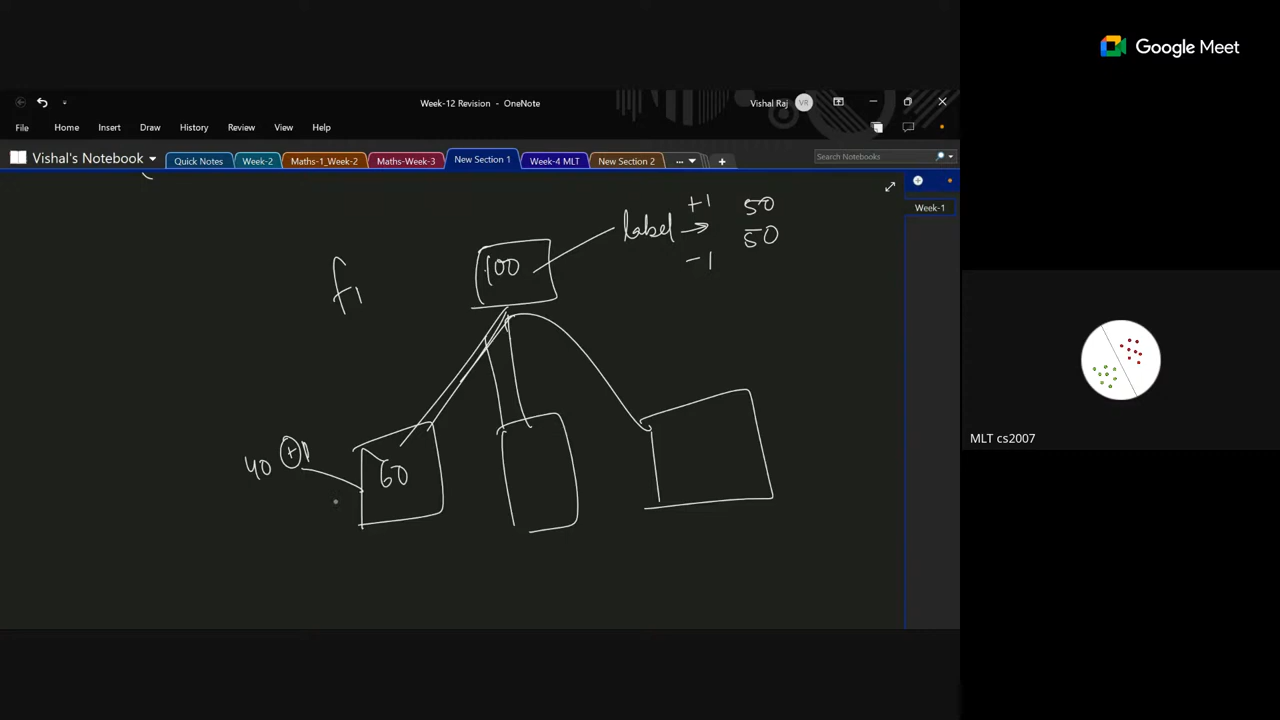 Google Meet
Week-12 Revision - OneNote
Vishal Raj
VR
File Home Insert Draw History Review View Help
Vishal's Notebook
Quick Notes
Week-2
Maths-1_Week-2
Maths-Week-3
New Section 1
Week-4 MLT
New Section 2
...
Search Notebooks
Week-1
+1 50
label → 50
-1
100
f1
40 +1
60
MLT cs2007